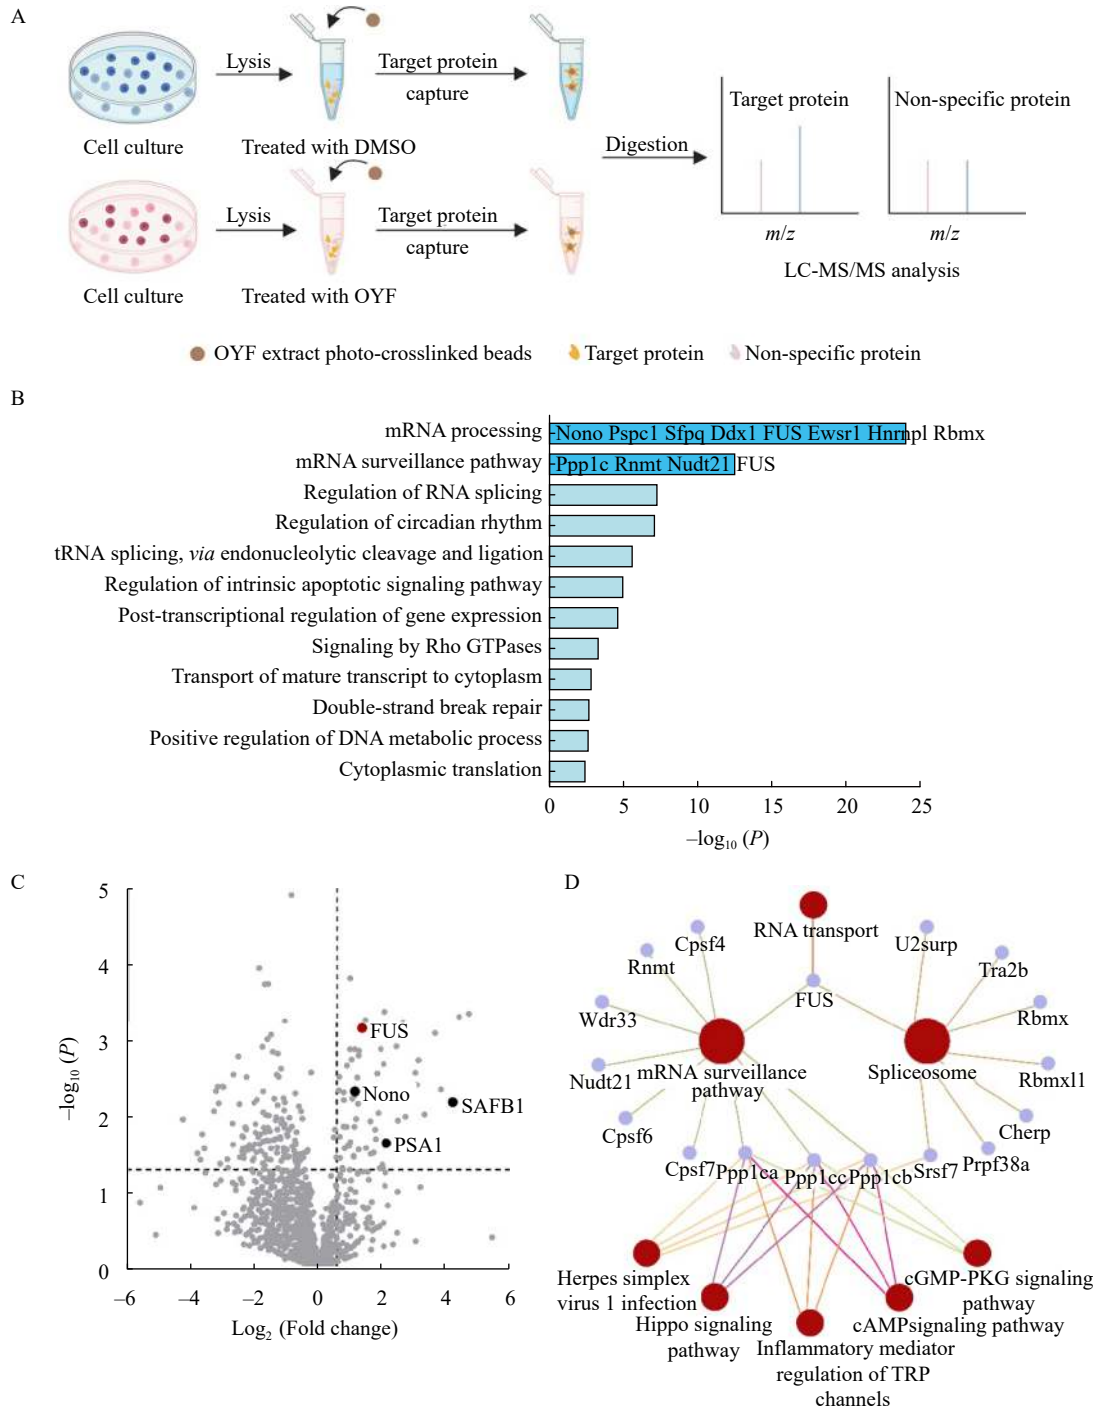 A
Lysis
Target protein
capture
Cell culture
Treated with DMSO
Lysis
Target protein
capture
Cell culture
Treated with OYF
Digestion
Target protein
Non-specific protein
m/z
m/z
LC-MS/MS analysis
OYF extract photo-crosslinked beads
Target protein
Non-specific protein
B
mRNA processing
Nono Pspc1 Sfpq Ddx1 FUS Ewsr1 Hnrnpl Rbmx
mRNA surveillance pathway
Ppp1c Rnmt Nudt21 FUS
Regulation of RNA splicing
Regulation of circadian rhythm
tRNA splicing, via endonucleolytic cleavage and ligation
Regulation of intrinsic apoptotic signaling pathway
Post-transcriptional regulation of gene expression
Signaling by Rho GTPases
Transport of mature transcript to cytoplasm
Double-strand break repair
Positive regulation of DNA metabolic process
Cytoplasmic translation
0 5 10 15 20 25
–log₁₀ (P)
C
5
4
3
2
1
0
–log₁₀ (P)
FUS
Nono
SAFB1
PSA1
–6 –4 –2 0 2 4 6
Log₂ (Fold change)
D
RNA transport
Cpsf4
U2surp
Rnmt
Tra2b
FUS
Wdr33
Rbmx
mRNA surveillance
pathway
Spliceosome
Nudt21
Rbmxl1
Cpsf6
Cherp
Cpsf7
Ppp1ca
Ppp1cc
Ppp1cb
Srsf7
Prpf38a
Herpes simplex
virus 1 infection
cGMP-PKG signaling
pathway
Hippo signaling
pathway
cAMPsignaling pathway
Inflammatory mediator
regulation of TRP
channels